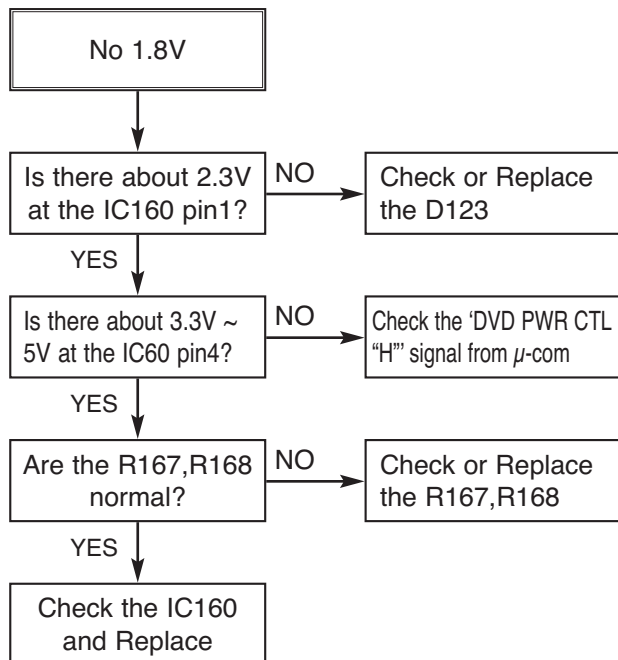 No 1.8V
Is there about 2.3V
at the IC160 pin1?
NO
Check or Replace
the D123
YES
Is there about 3.3V ~
5V at the IC60 pin4?
NO
Check the ‘DVD PWR CTL
“H”’ signal from µ-com
YES
Are the R167,R168
normal?
NO
Check or Replace
the R167,R168
YES
Check the IC160
and Replace